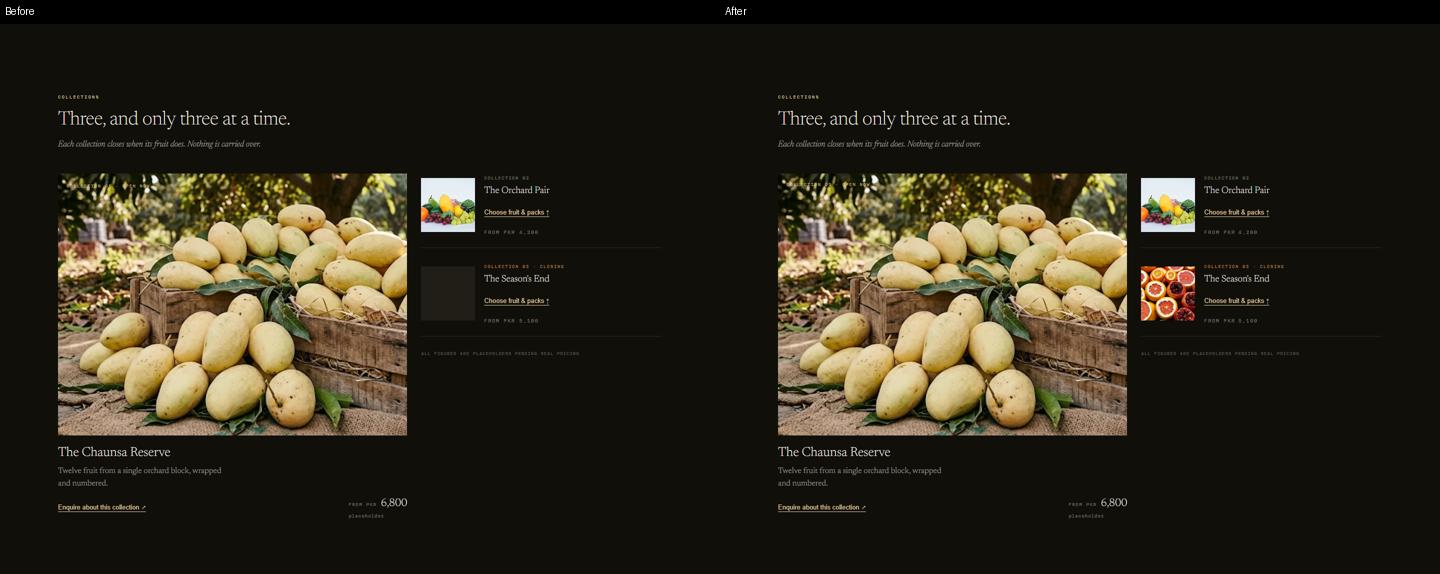 Before
COLLECTIONS
Three, and only three at a time.
Each collection closes when its fruit does. Nothing is carried over.
COLLECTION 02
The Orchard Pair
Choose fruit & packs ↑
FROM PKR 4,200
COLLECTION 03 · CLOSING
The Season's End
Choose fruit & packs ↑
FROM PKR 5,100
ALL FIGURES ARE PLACEHOLDERS PENDING REAL PRICING
The Chaunsa Reserve
Twelve fruit from a single orchard block, wrapped
and numbered.
Enquire about this collection ↗
FROM PKR 6,800
placeholder
After
COLLECTIONS
Three, and only three at a time.
Each collection closes when its fruit does. Nothing is carried over.
COLLECTION 02
The Orchard Pair
Choose fruit & packs ↑
FROM PKR 4,200
COLLECTION 03 · CLOSING
The Season's End
Choose fruit & packs ↑
FROM PKR 5,100
ALL FIGURES ARE PLACEHOLDERS PENDING REAL PRICING
The Chaunsa Reserve
Twelve fruit from a single orchard block, wrapped
and numbered.
Enquire about this collection ↗
FROM PKR 6,800
placeholder